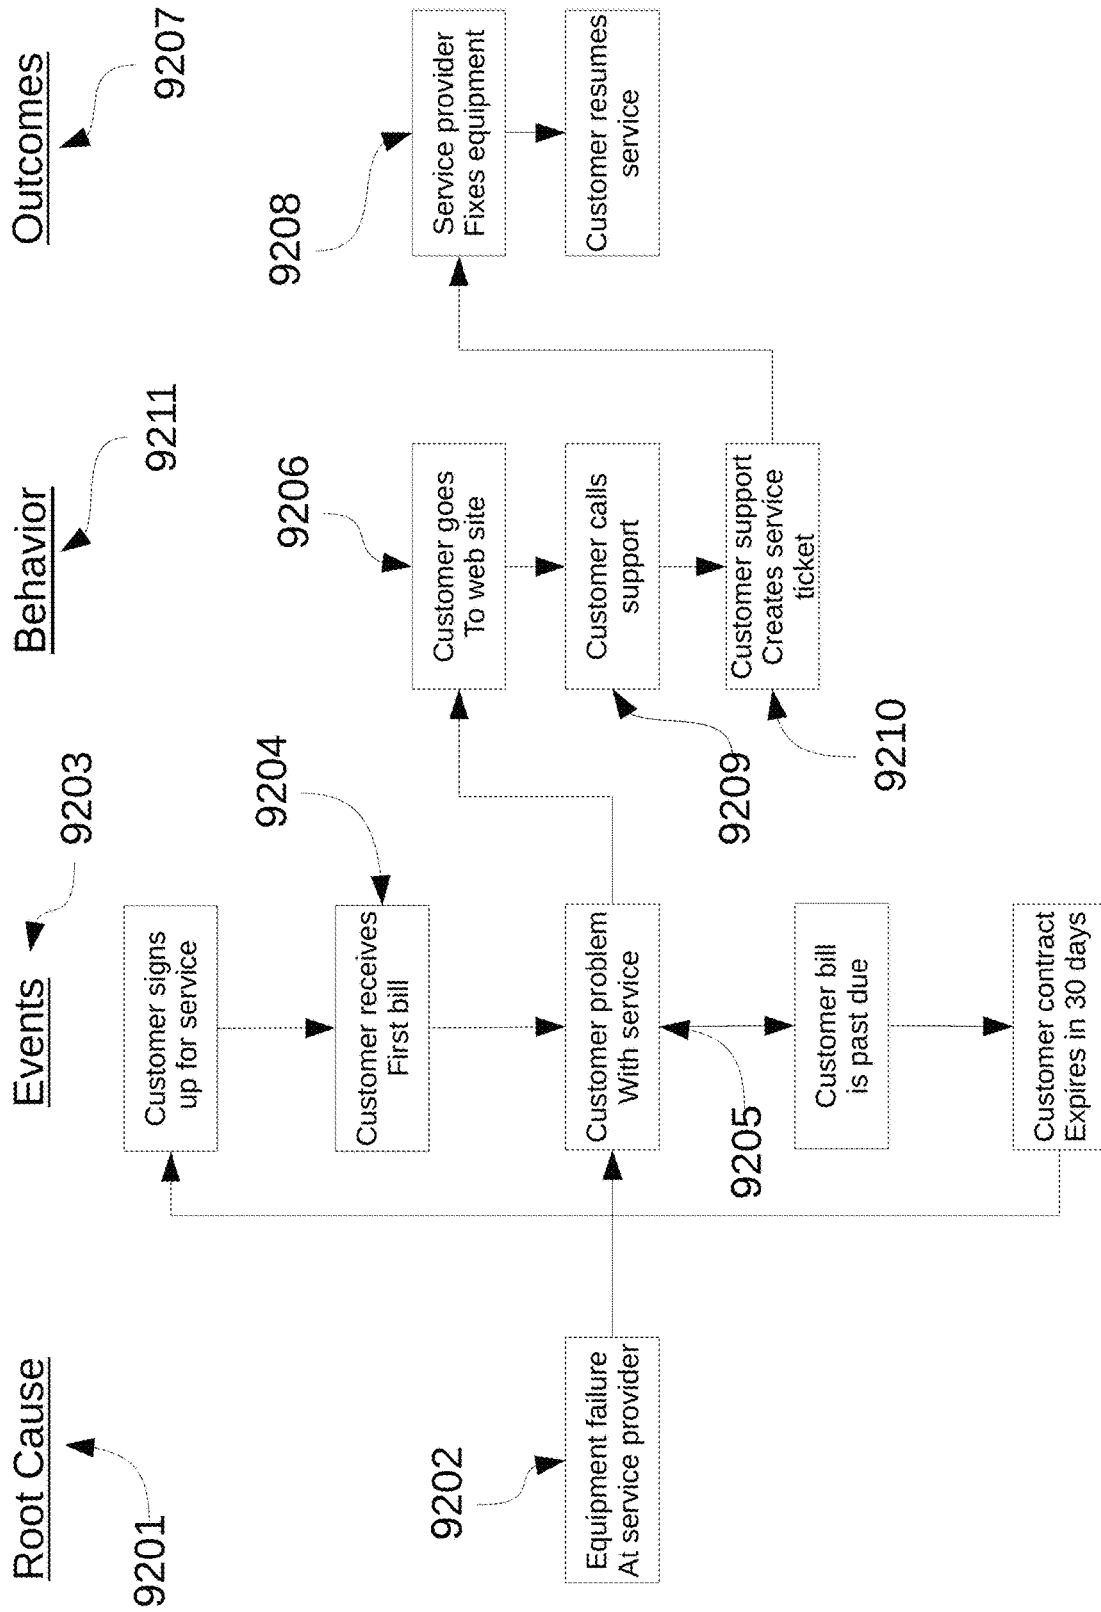 Root Cause
9201
Equipment failure
At service provider
9202
Events
9203
Customer signs
up for service
Customer receives
First bill
9204
Customer problem
With service
9205
Customer bill
is past due
Customer contract
Expires in 30 days
Behavior
9211
Customer goes
To web site
9206
Customer calls
support
9209
Customer support
Creates service
ticket
9210
Outcomes
9207
Service provider
Fixes equipment
9208
Customer resumes
service